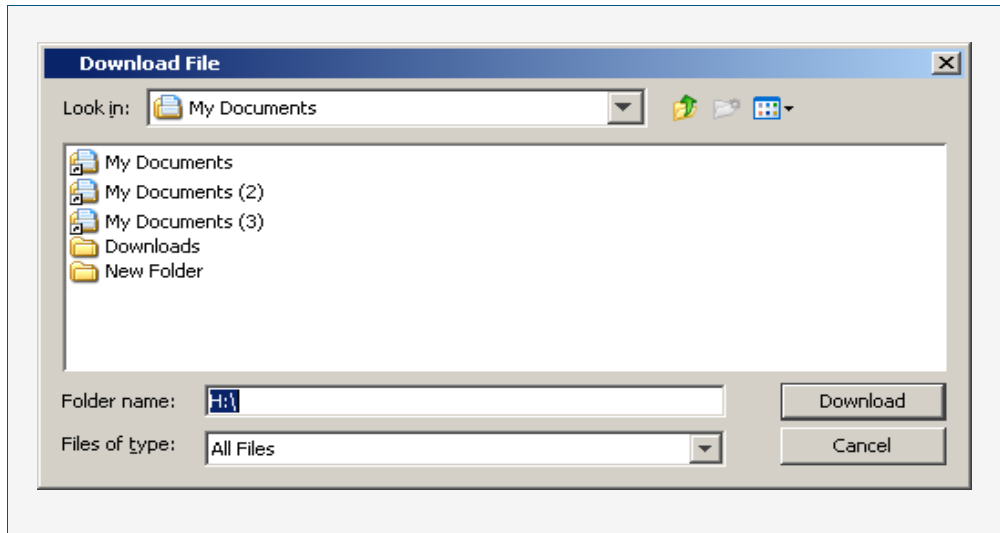 Download File
Look in: My Documents
My Documents
My Documents (2)
My Documents (3)
Downloads
New Folder
Folder name: H:\ Download
Files of type: All Files Cancel